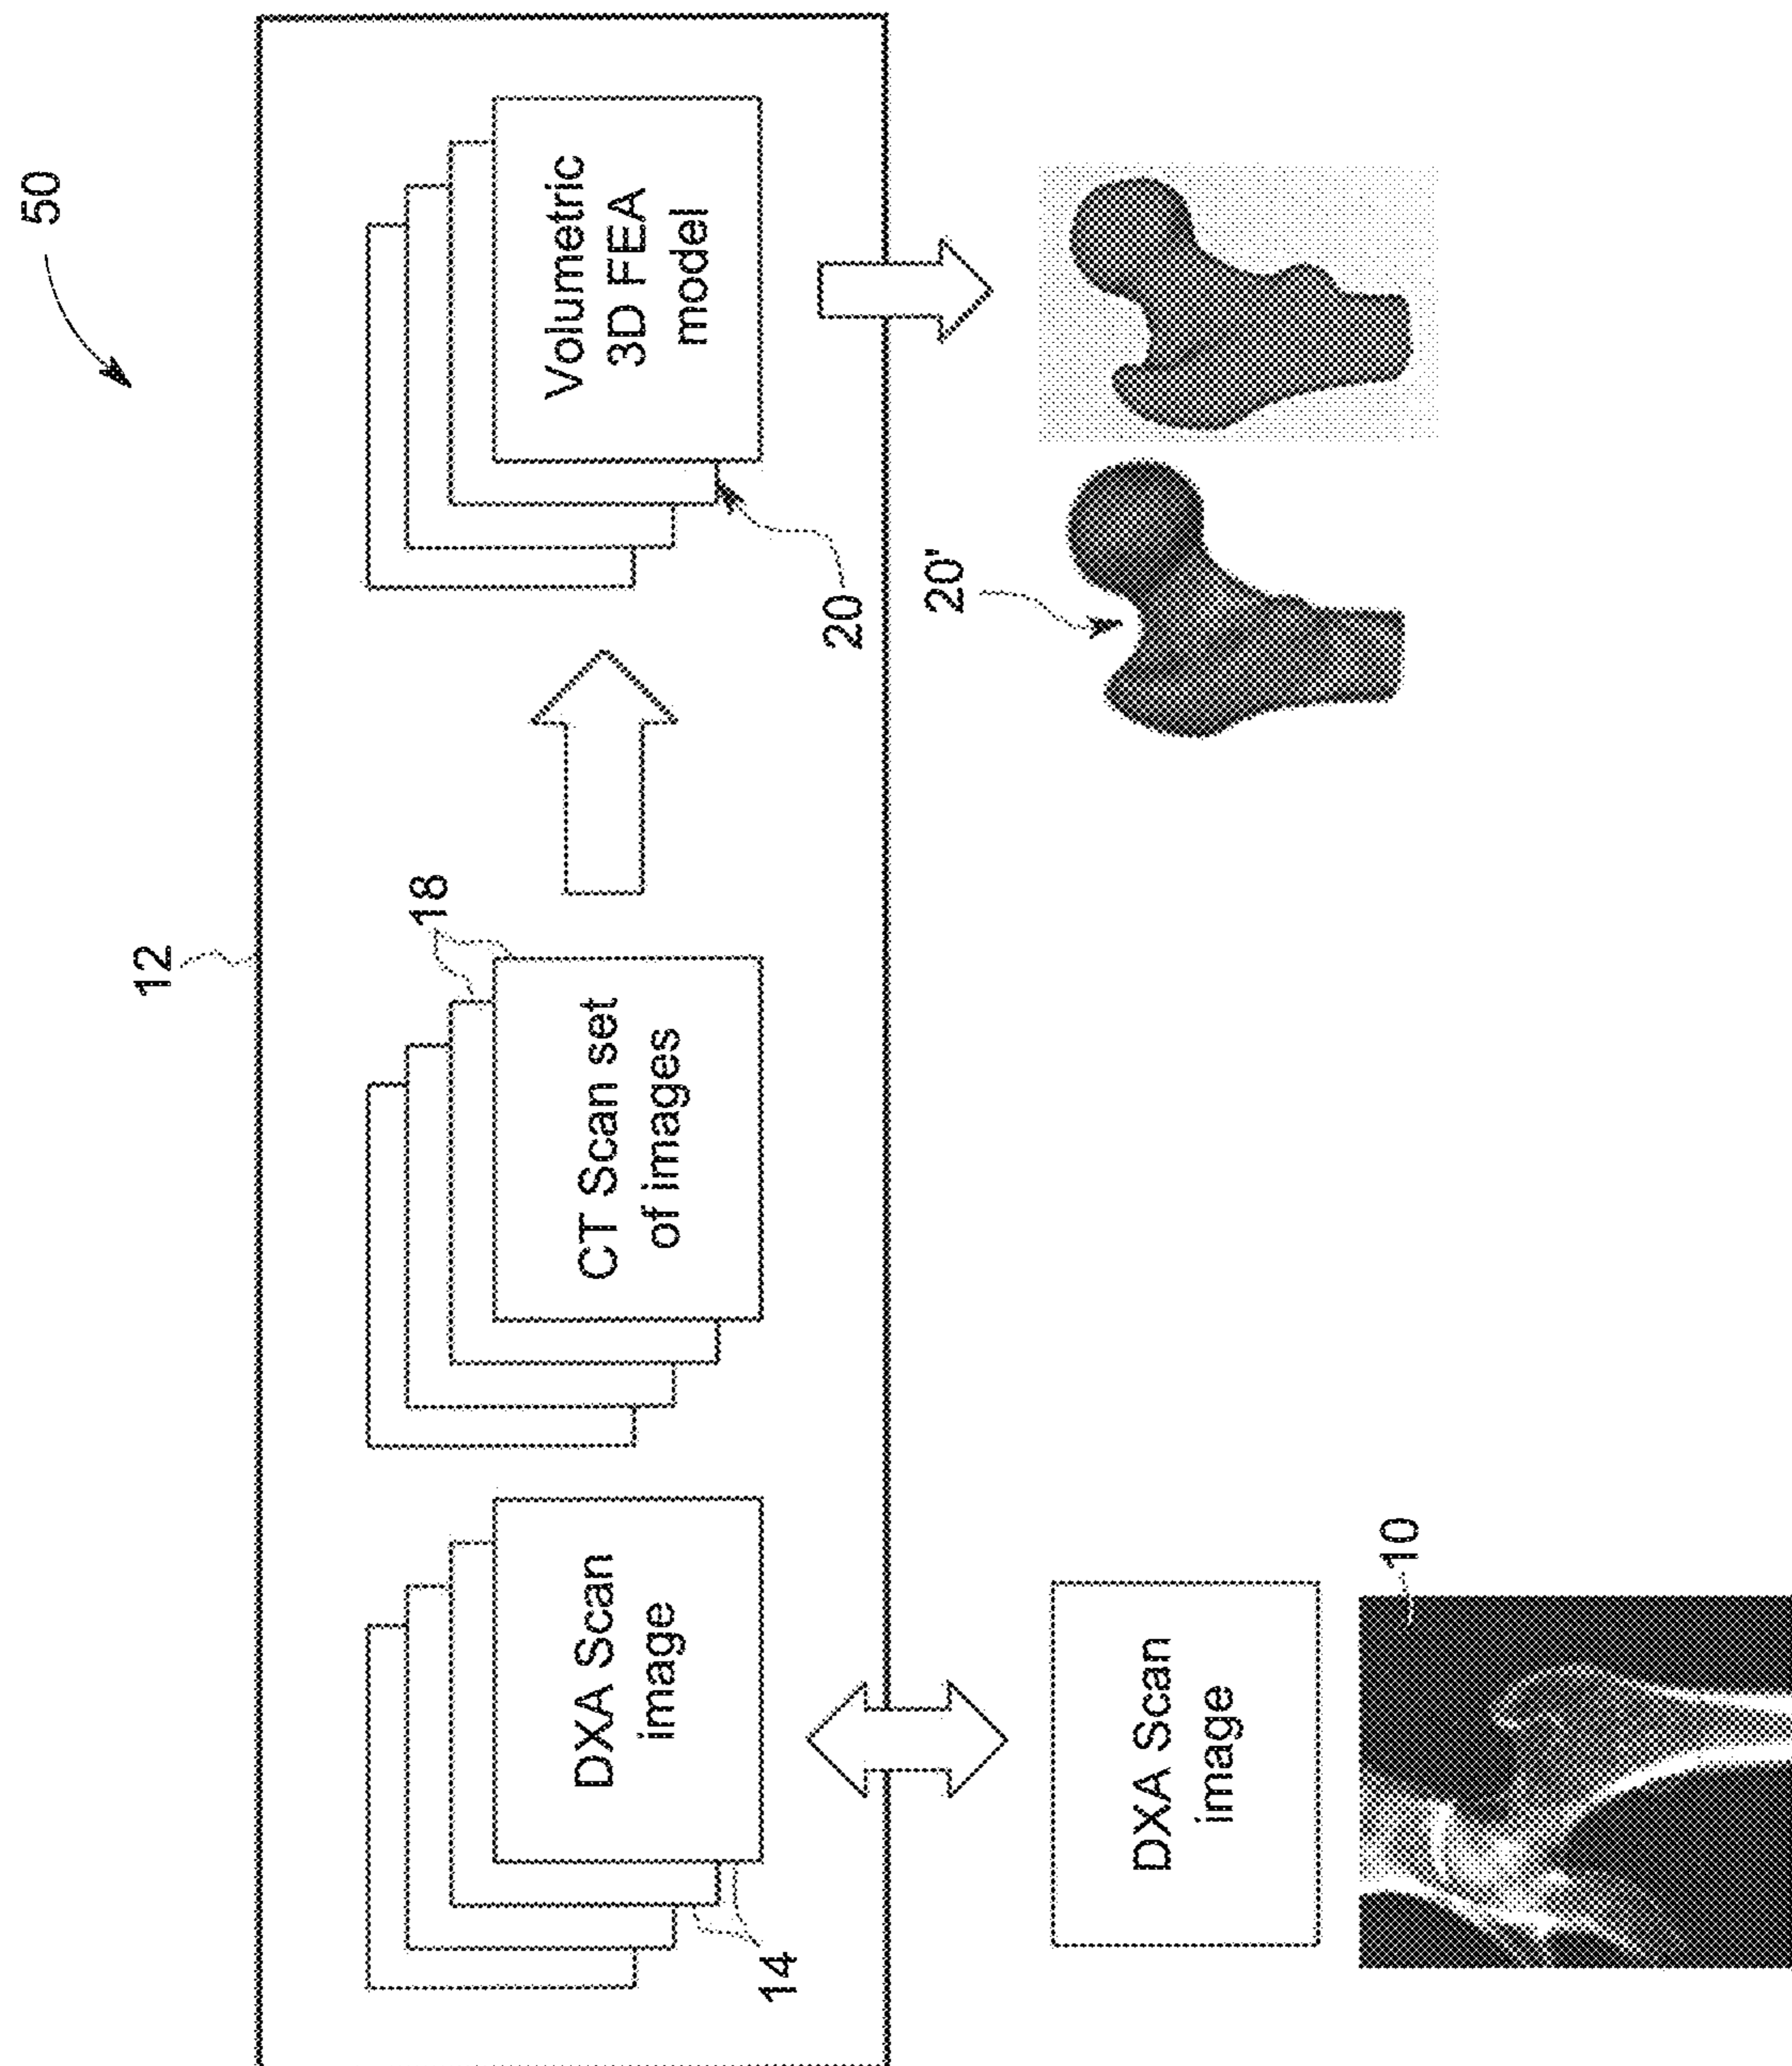 50
12
DXA Scan
image
14
CT Scan set
of images
18
Volumetric
3D FEA
model
20
20'
DXA Scan
image
10